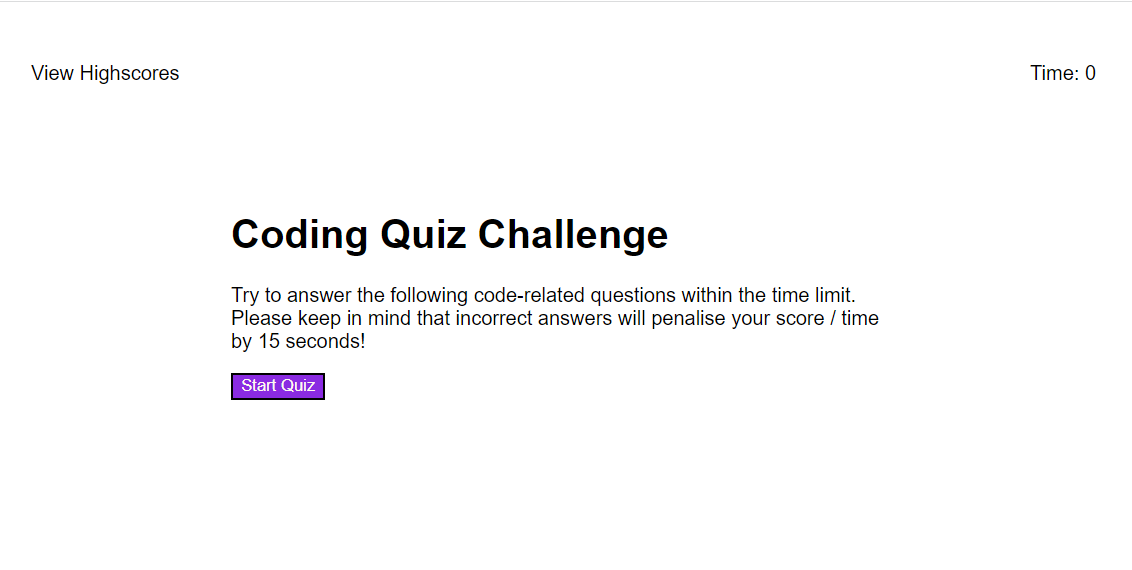 View Highscores
Time: 0
Coding Quiz Challenge
Try to answer the following code-related questions within the time limit.
Please keep in mind that incorrect answers will penalise your score / time
by 15 seconds!
Start Quiz